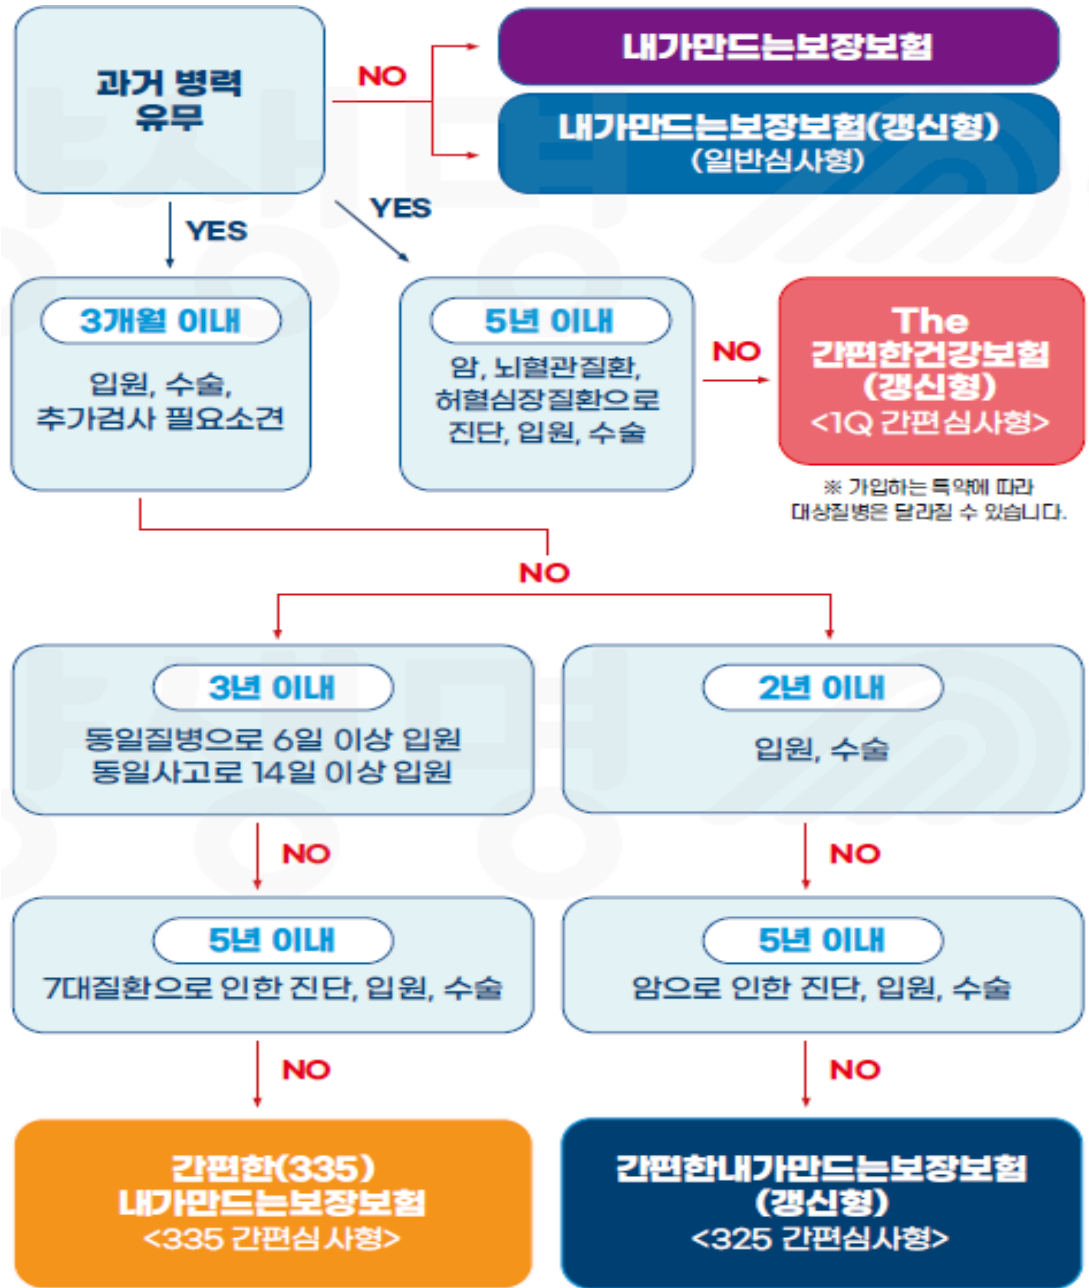 과거 병력
유무
NO
내가만드는보장보험
내가만드는보장보험(갱신형)
(일반심사형)
YES
YES
3개월 이내
입원, 수술,
추가검사 필요소견
5년 이내
암, 뇌혈관질환,
허혈심장질환으로
진단, 입원, 수술
NO
The
간편한건강보험
(갱신형)
<1Q 간편심사형>
※ 가입하는 특약에 따라
대상질병은 달라질 수 있습니다.
NO
3년 이내
동일질병으로 6일 이상 입원
동일사고로 14일 이상 입원
2년 이내
입원, 수술
NO
NO
5년 이내
7대질환으로 인한 진단, 입원, 수술
5년 이내
암으로 인한 진단, 입원, 수술
NO
NO
간편한(335)
내가만드는보장보험
<335 간편심사형>
간편한내가만드는보장보험
(갱신형)
<325 간편심사형>